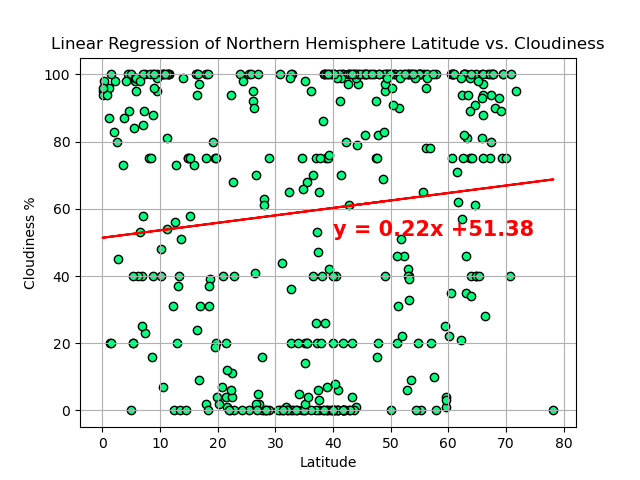 Linear Regression of Northern Hemisphere Latitude vs. Cloudiness
100
80
60
40
20
0
Cloudiness %
y = 0.22x +51.38
0 10 20 30 40 50 60 70 80
Latitude